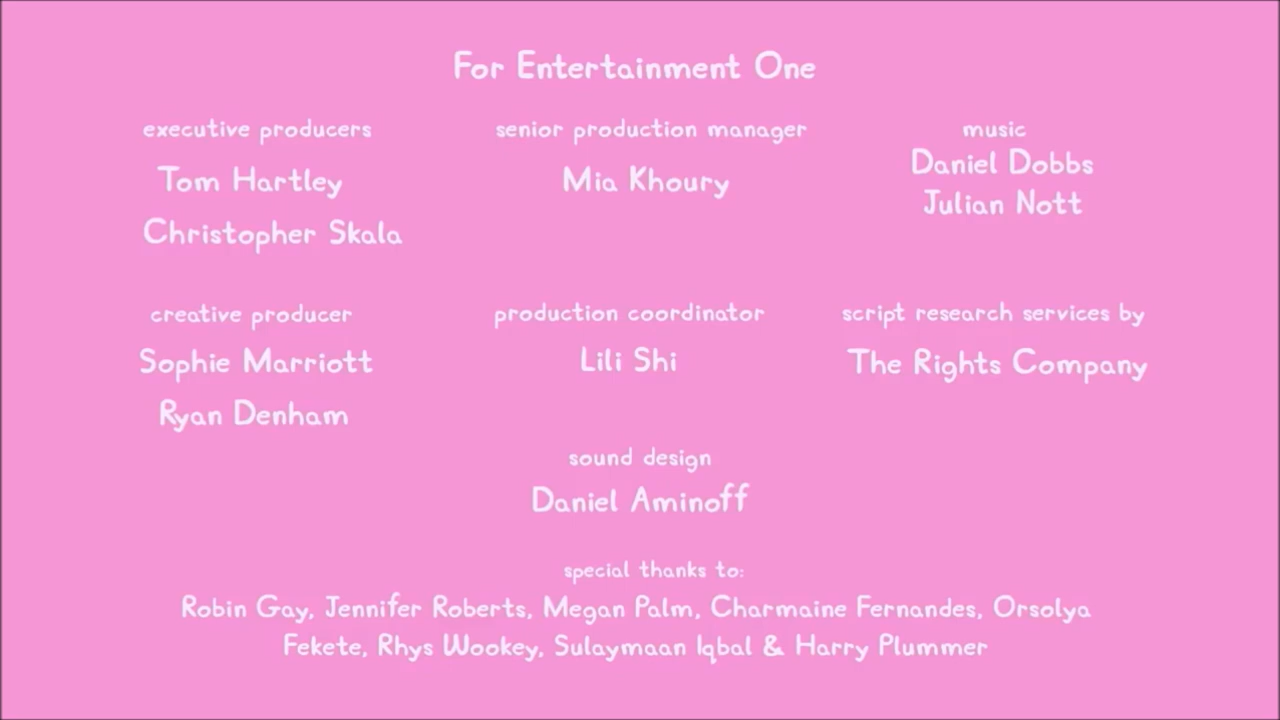 For Entertainment One
executive producers
Tom Hartley
Christopher Skala
senior production manager
Mia Khoury
music
Daniel Dobbs
Julian Nott
creative producer
Sophie Marriott
Ryan Denham
production coordinator
Lili Shi
script research services by
The Rights Company
sound design
Daniel Aminoff
special thanks to:
Robin Gay, Jennifer Roberts, Megan Palm, Charmaine Fernandes, Orsolya
Fekete, Rhys Wookey, Sulaymaan Iqbal & Harry Plummer